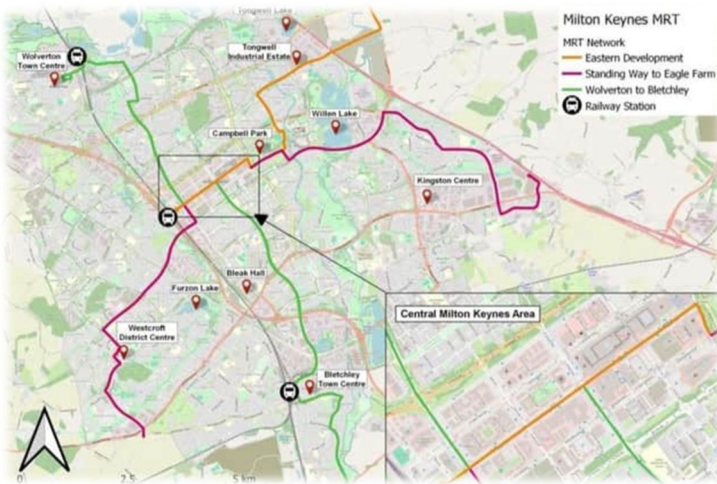 Tongwell Lake
Wolverton
Town Centre
Tongwell
Industrial Estate
Willen Lake
Campbell Park
Kingston Centre
Bleak Hall
Furzon Lake
Westcroft
District Centre
Bletchley
Town Centre
0 2.5 5 km
Milton Keynes MRT
MRT Network
Eastern Development
Standing Way to Eagle Farm
Wolverton to Bletchley
Railway Station
Central Milton Keynes Area